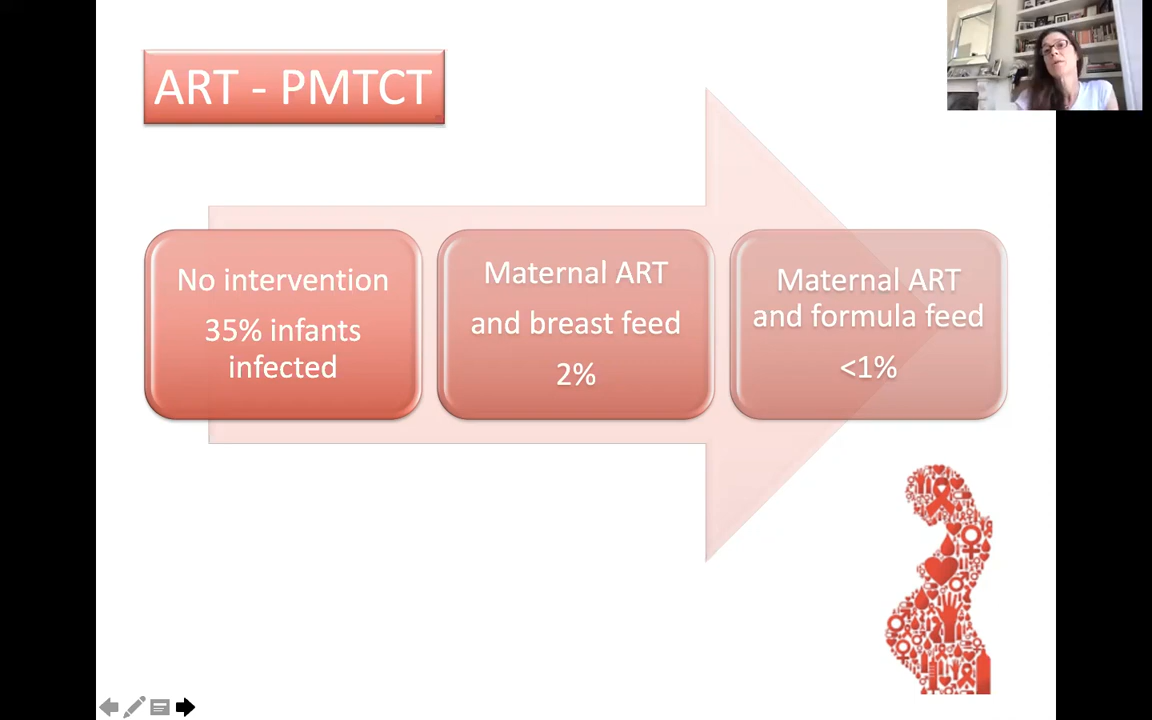 ART - PMTCT
No intervention
35% infants
infected
Maternal ART
and breast feed
2%
Maternal ART
and formula feed
<1%